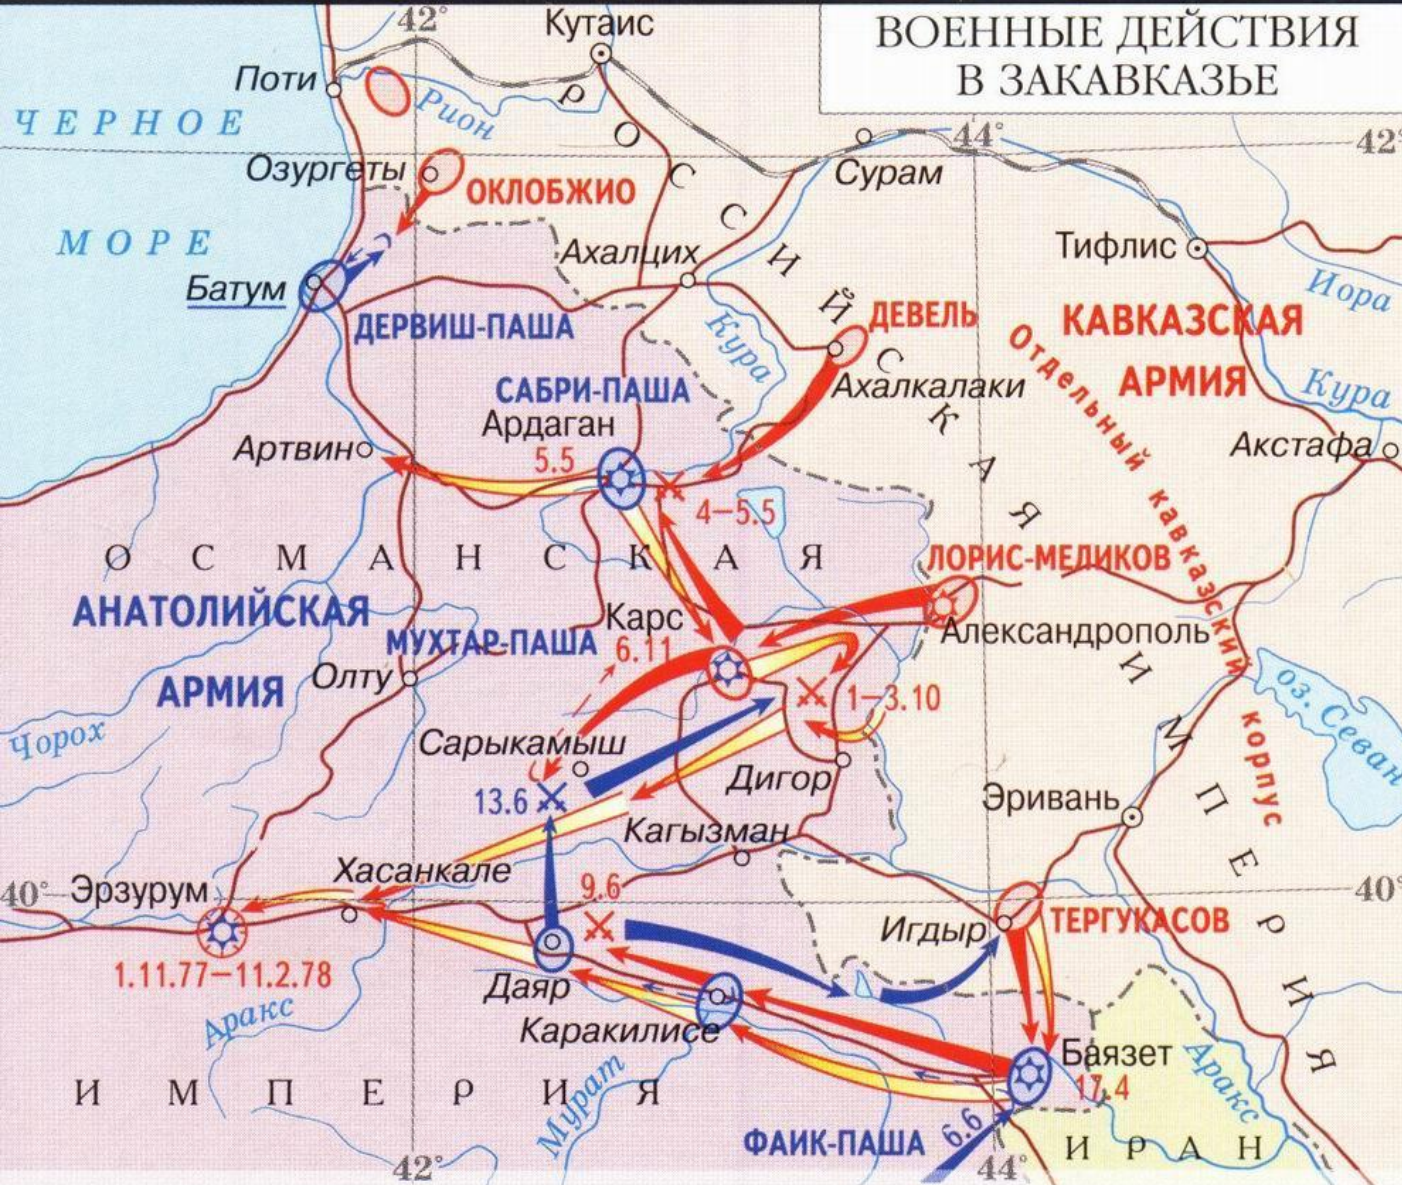 ВОЕННЫЕ ДЕЙСТВИЯ
В ЗАКАВКАЗЬЕ
42°
Кутаис
Поти
Рион
ЧЕРНОЕ
МОРЕ
44°
42°
Озургеты
ОКЛОБЖИО
Сурам
РОССИЙСКАЯ
Ахалцих
Тифлис
Иора
Батум
ДЕРВИШ-ПАША
Кура
ДЕВЕЛЬ
КАВКАЗСКАЯ
АРМИЯ
Отдельный кавказский корпус
Кура
САБРИ-ПАША
Ахалкалаки
Ардаган
Артвин
5.5
Акстафа
4–5.5
ОСМАНСКАЯ
ЛОРИС-МЕЛИКОВ
АНАТОЛИЙСКАЯ
АРМИЯ
Карс
МУХТАР-ПАША
6.11
Александрополь
ИМПЕРИЯ
Олту
1–3.10
оз. Севан
Чорох
Сарыкамыш
13.6
Дигор
Эривань
Кагызман
Хасанкале
40°
Эрзурум
9.6
40°
Игдыр
ТЕРГУКАСОВ
1.11.77–11.2.78
Даяр
Аракс
Каракилисе
Баязет
17.4
Аракс
ИМПЕРИЯ
Мурат
ФАИК-ПАША
6.6
ИРАН
42°
44°